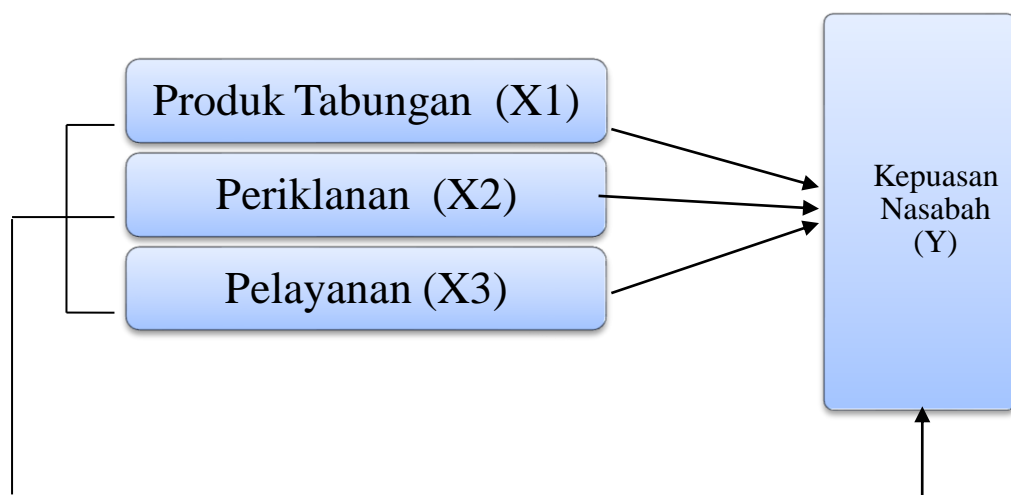 Produk Tabungan (X1)
Periklanan (X2)
Pelayanan (X3)
Kepuasan
Nasabah
(Y)